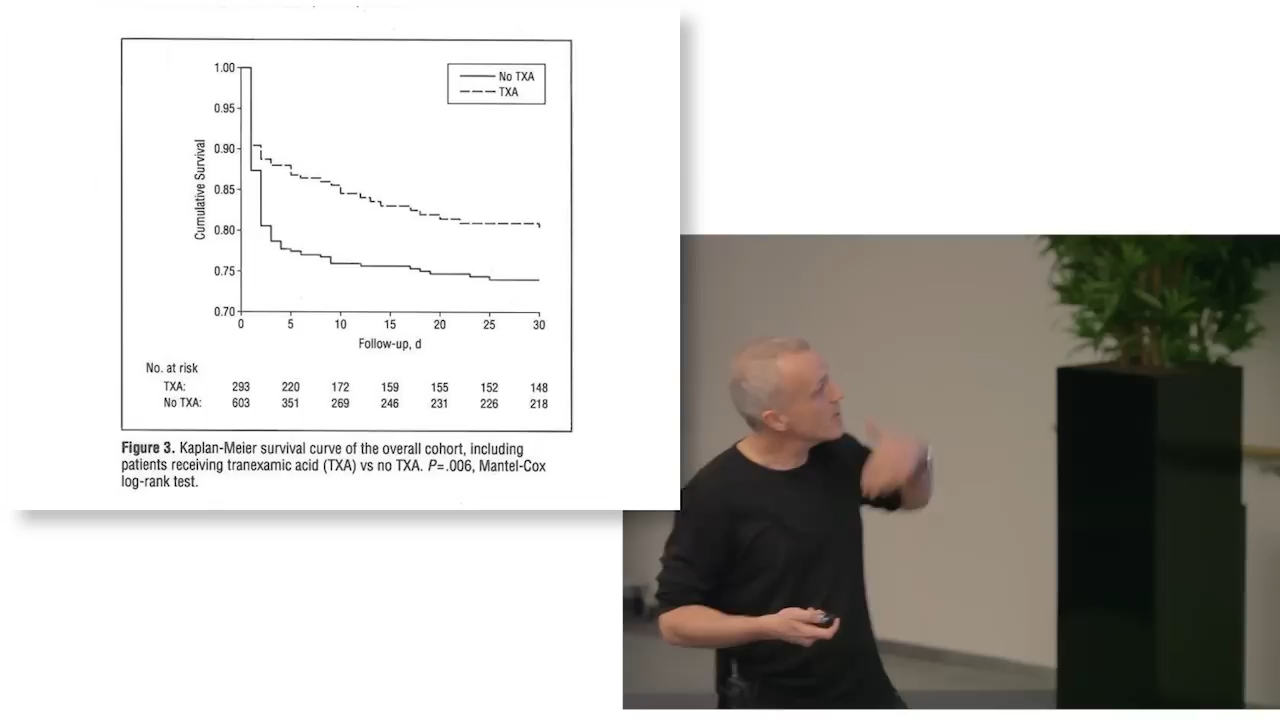 1.00
No TXA
TXA
0.95
0.90
0.85
0.80
0.75
0.70
Cumulative Survival
0 5 10 15 20 25 30
Follow-up, d
No. at risk
TXA: 293 220 172 159 155 152 148
No TXA: 603 351 269 246 231 226 218
Figure 3. Kaplan-Meier survival curve of the overall cohort, including
patients receiving tranexamic acid (TXA) vs no TXA. P=.006, Mantel-Cox
log-rank test.